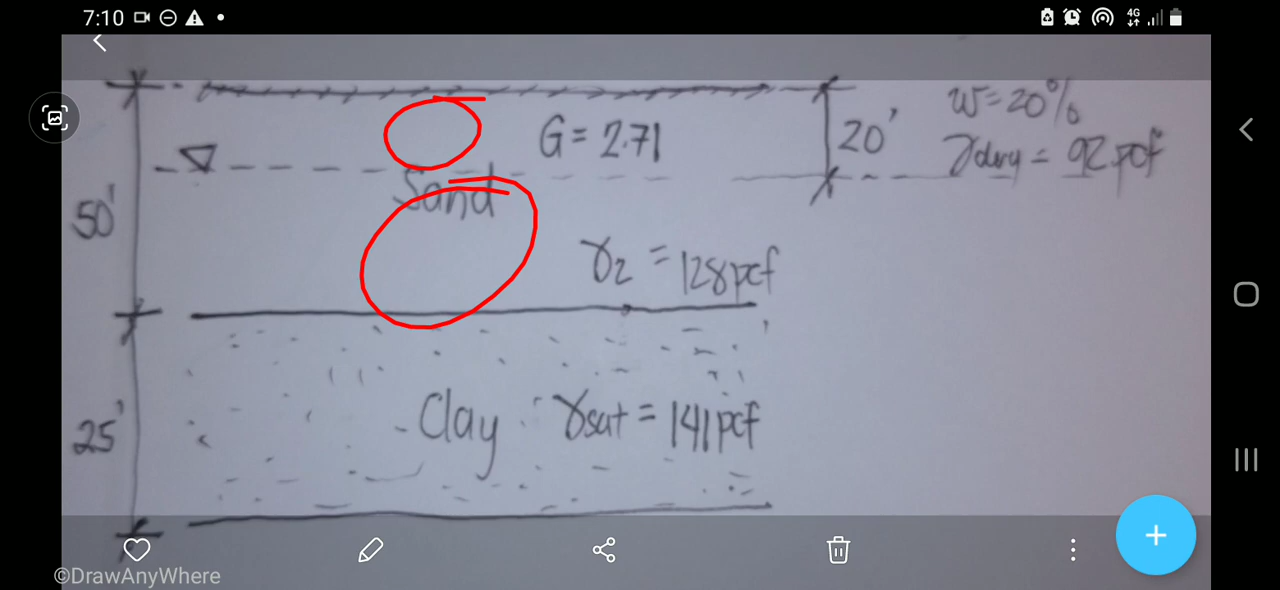 7:10
4G
w=20%
G = 2.71
20'
γdry = 92 pcf
Sand
50'
γ2 = 128 pcf
Clay γsat = 141 pcf
25'
©DrawAnyWhere